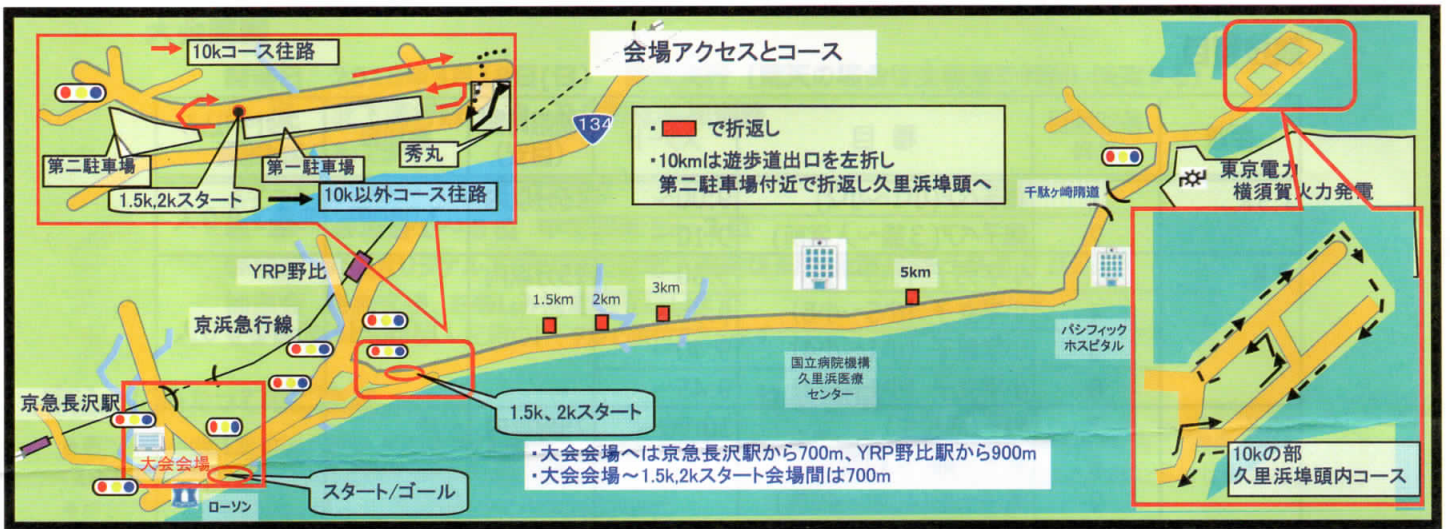 会場アクセスとコース
10kコース往路
第二駐車場
第一駐車場
秀丸
1.5k,2kスタート
10k以外コース往路
134
・ で折返し
・10kmは遊歩道出口を左折し
第二駐車場付近で折返し久里浜埠頭へ
千駄ヶ崎隋道
東京電力
横須賀火力発電
YRP野比
京浜急行線
京急長沢駅
1.5km
2km
3km
5km
国立病院機構
久里浜医療
センター
パシフィック
ホスピタル
1.5k、2kスタート
大会会場
スタート/ゴール
ローソン
・大会会場へは京急長沢駅から700m、YRP野比駅から900m
・大会会場～1.5k,2kスタート会場間は700m
10kの部
久里浜埠頭内コース